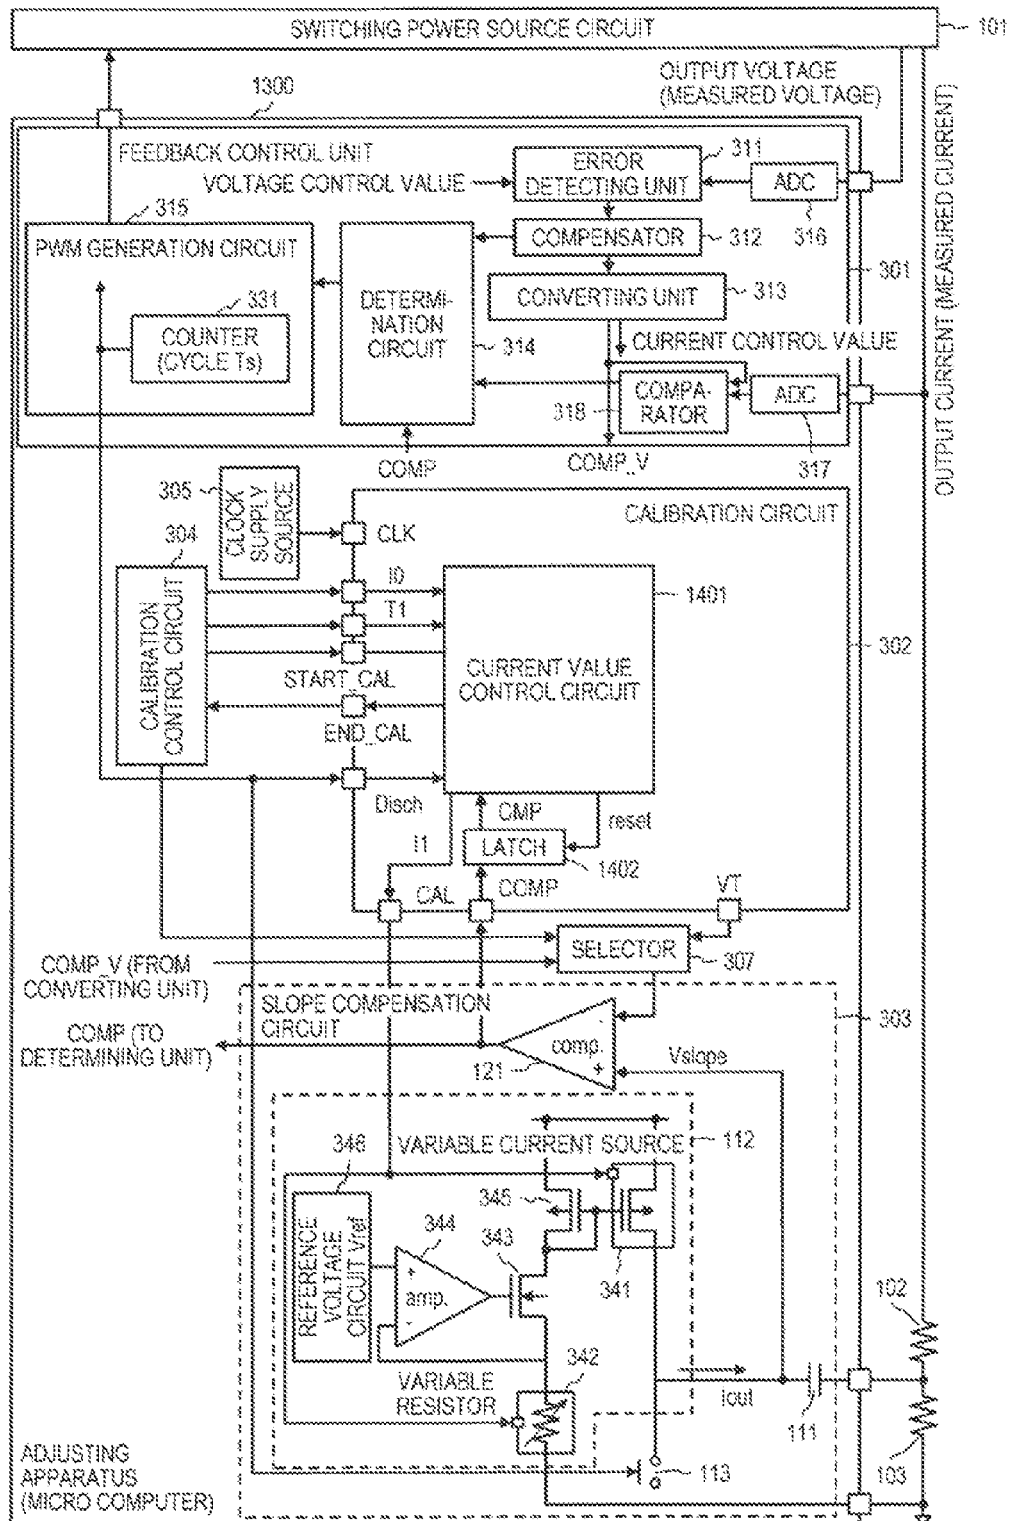 SWITCHING POWER SOURCE CIRCUIT
101
OUTPUT VOLTAGE
(MEASURED VOLTAGE)
1300
FEEDBACK CONTROL UNIT
VOLTAGE CONTROL VALUE
ERROR
DETECTING UNIT
311
ADC
316
OUTPUT CURRENT (MEASURED CURRENT)
315
PWM GENERATION CIRCUIT
331
COUNTER
(CYCLE Ts)
DETERMI-
NATION
CIRCUIT
314
COMPENSATOR
312
CONVERTING UNIT
313
301
CURRENT CONTROL VALUE
COMPA-
RATOR
318
ADC
317
COMP
COMP_V
305
CLOCK
SUPPLY
SOURCE
CLK
CALIBRATION CIRCUIT
304
CALIBRATION
CONTROL CIRCUIT
I0
T1
START_CAL
END_CAL
Disch
CURRENT VALUE
CONTROL CIRCUIT
1401
302
I1
CMP
reset
LATCH
1402
CAL
COMP
VT
SELECTOR
307
COMP_V (FROM
CONVERTING UNIT)
SLOPE COMPENSATION
CIRCUIT
303
COMP (TO
DETERMINING UNIT)
comp.
-
+
121
Vslope
VARIABLE CURRENT SOURCE
112
346
REFERENCE
VOLTAGE
CIRCUIT Vref
344
+
amp.
-
343
345
341
342
VARIABLE
RESISTOR
Iout
111
102
103
113
ADJUSTING
APPARATUS
(MICRO COMPUTER)